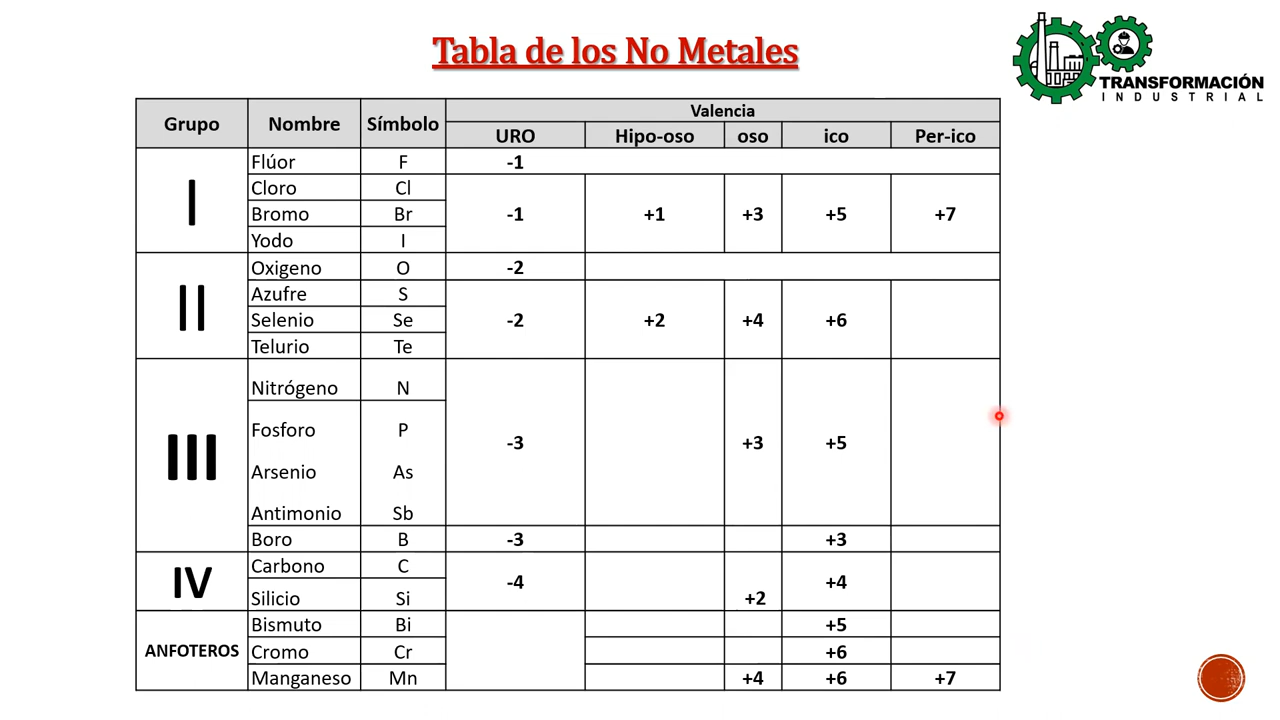 Tabla de los No Metales
TRANSFORMACIÓN
INDUSTRIAL
Grupo Nombre Símbolo Valencia
URO Hipo-oso oso ico Per-ico
I
Flúor F -1
Cloro Cl
Bromo Br -1 +1 +3 +5 +7
Yodo I
II
Oxigeno O -2
Azufre S
Selenio Se -2 +2 +4 +6
Telurio Te
III
Nitrógeno N
Fosforo P
-3 +3 +5
Arsenio As
Antimonio Sb
Boro B -3 +3
IV
Carbono C
-4 +4
Silicio Si +2
ANFOTEROS
Bismuto Bi +5
Cromo Cr +6
Manganeso Mn +4 +6 +7